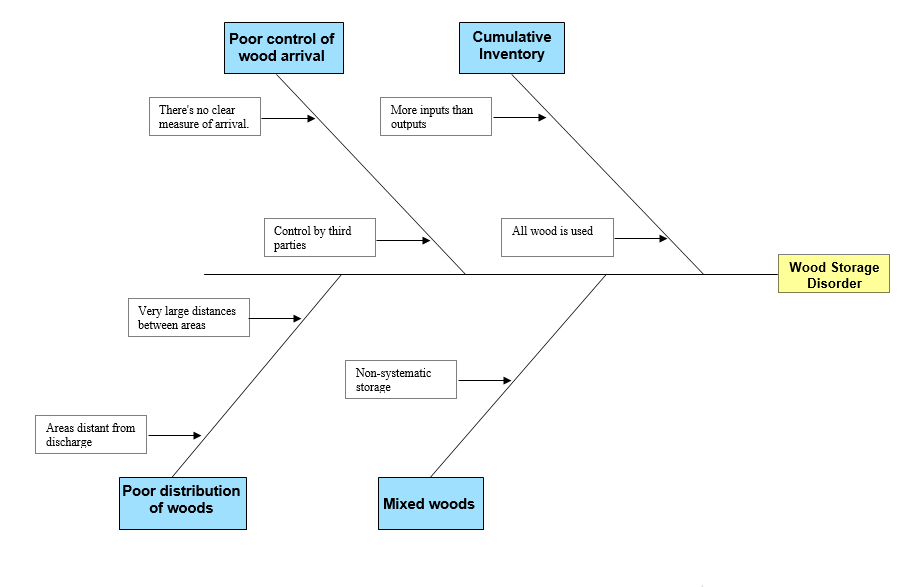 Poor control of
wood arrival
Cumulative
Inventory
There's no clear
measure of arrival.
More inputs than
outputs
Control by third
parties
All wood is used
Wood Storage
Disorder
Very large distances
between areas
Non-systematic
storage
Areas distant from
discharge
Poor distribution
of woods
Mixed woods